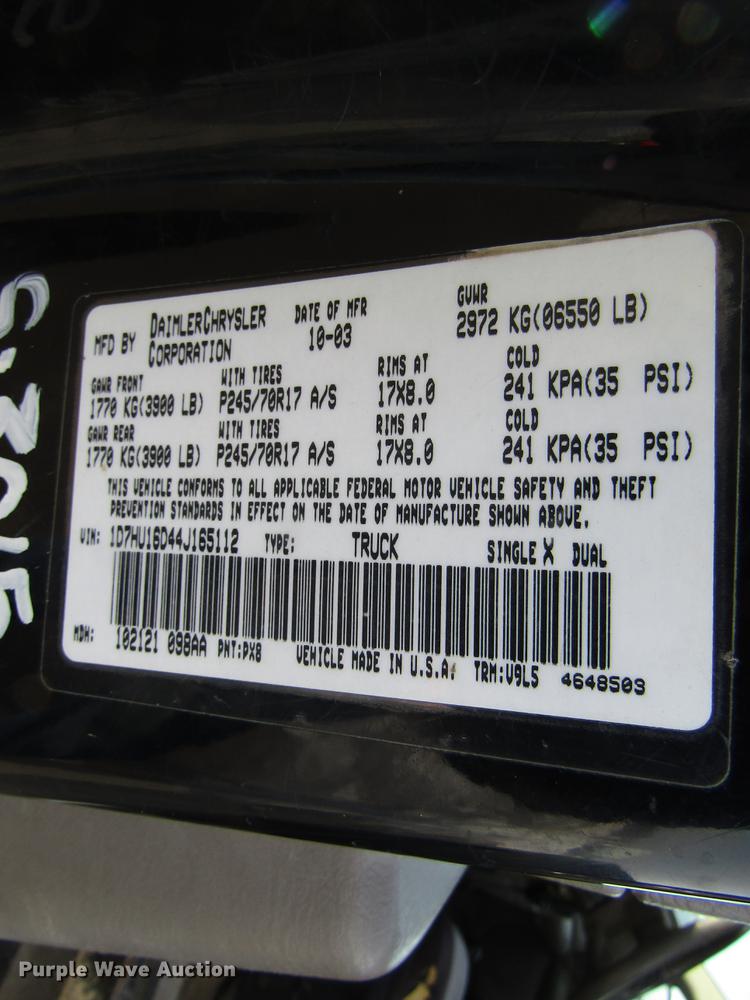 MFD BY DAIMLERCHRYSLER CORPORATION
DATE OF MFR 10-03
GVWR 2972 KG(06550 LB)
GAWR FRONT WITH TIRES RIMS AT COLD
1770 KG(3900 LB) P245/70R17 A/S 17X8.0 241 KPA(35 PSI)
GAWR REAR WITH TIRES RIMS AT COLD
1770 KG(3900 LB) P245/70R17 A/S 17X8.0 241 KPA(35 PSI)
THIS VEHICLE CONFORMS TO ALL APPLICABLE FEDERAL MOTOR VEHICLE SAFETY AND THEFT
PREVENTION STANDARDS IN EFFECT ON THE DATE OF MANUFACTURE SHOWN ABOVE.
VIN: 1D7HU16D44J165112 TYPE: TRUCK SINGLE X DUAL
MDH: 102121 098AA PNT:PX8 VEHICLE MADE IN U.S.A. TRM:V9L5 4648503
Purple Wave Auction